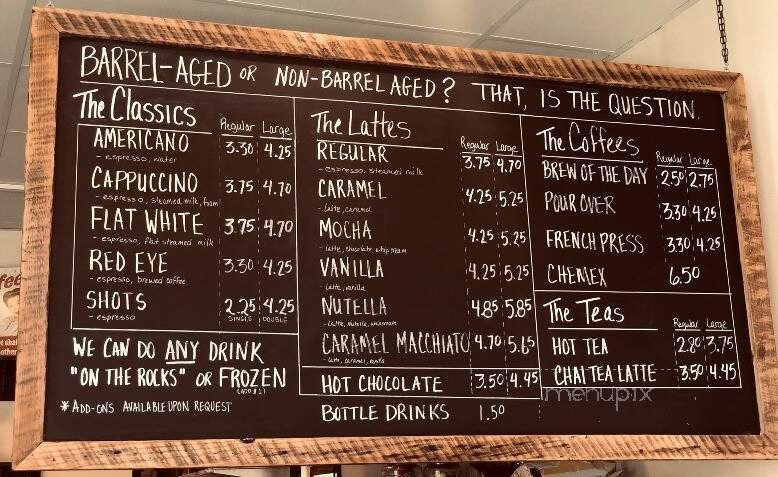 BARREL-AGED OR NON-BARREL AGED? THAT, IS THE QUESTION.
The Classics Regular Large
AMERICANO 3.30 4.25
- espresso, water
CAPPUCCINO 3.75 4.70
- espresso, steamed milk, foam
FLAT WHITE 3.75 4.70
- espresso, flat steamed milk
RED EYE 3.30 4.25
- espresso, brewed coffee
SHOTS 2.25 4.25
- espresso SINGLE DOUBLE
WE CAN DO ANY DRINK
"ON THE ROCKS" OR FROZEN
(ADD $1)
* ADD-ONS AVAILABLE UPON REQUEST
The Lattes Regular Large
REGULAR 3.75 4.70
- espresso, steamed milk
CARAMEL 4.25 5.25
- latte, caramel
MOCHA 4.25 5.25
- latte, chocolate, whip cream
VANILLA 4.25 5.25
- latte, vanilla
NUTELLA 4.85 5.85
- latte, nutella,
CARAMEL MACCHIATO 4.70 5.65
- latte, caramel, vanilla
HOT CHOCOLATE 3.50 4.45
BOTTLE DRINKS 1.50
The Coffees Regular Large
BREW OF THE DAY 2.50 2.75
POUR OVER 3.30 4.25
FRENCH PRESS 3.30 4.25
CHEMEX 6.50
The Teas Regular Large
HOT TEA 2.80 3.75
CHAI TEA LATTE 3.50 4.45
menupix